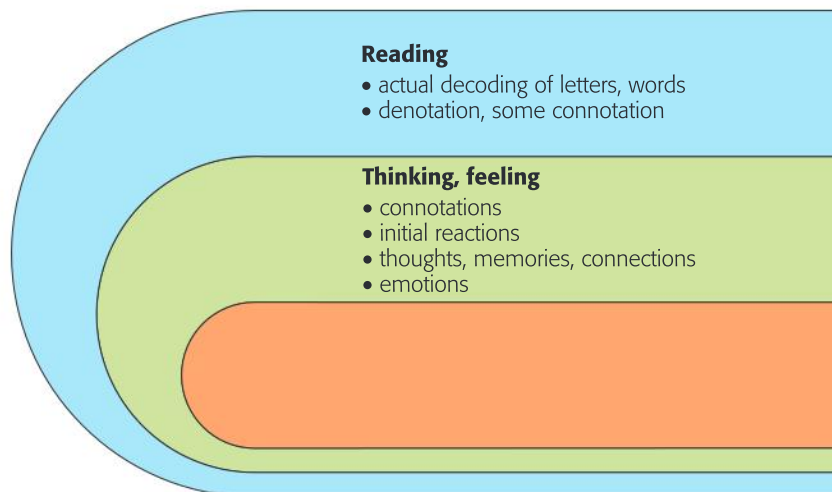 Reading
• actual decoding of letters, words
• denotation, some connotation
Thinking, feeling
• connotations
• initial reactions
• thoughts, memories, connections
• emotions